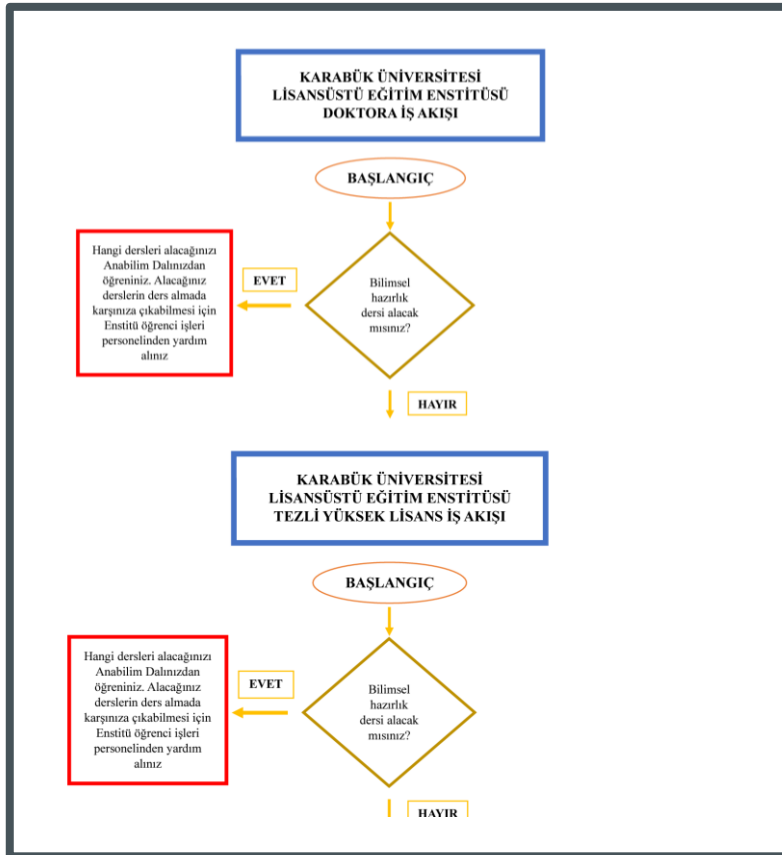 KARABÜK ÜNİVERSİTESİ
LİSANSÜSTÜ EĞİTİM ENSTİTÜSÜ
DOKTORA İŞ AKIŞI
BAŞLANGIÇ
Hangi dersleri alacağınızı
Anabilim Dalınızdan
öğreniniz. Alacağınız
derslerin ders almada
karşınıza çıkabilmesi için
Enstitü öğrenci işleri
personelinden yardım
alınız
EVET
Bilimsel
hazırlık
dersi alacak
mısınız?
HAYIR
KARABÜK ÜNİVERSİTESİ
LİSANSÜSTÜ EĞİTİM ENSTİTÜSÜ
TEZLİ YÜKSEK LİSANS İŞ AKIŞI
BAŞLANGIÇ
Hangi dersleri alacağınızı
Anabilim Dalınızdan
öğreniniz. Alacağınız
derslerin ders almada
karşınıza çıkabilmesi için
Enstitü öğrenci işleri
personelinden yardım
alınız
EVET
Bilimsel
hazırlık
dersi alacak
mısınız?
HAYIR